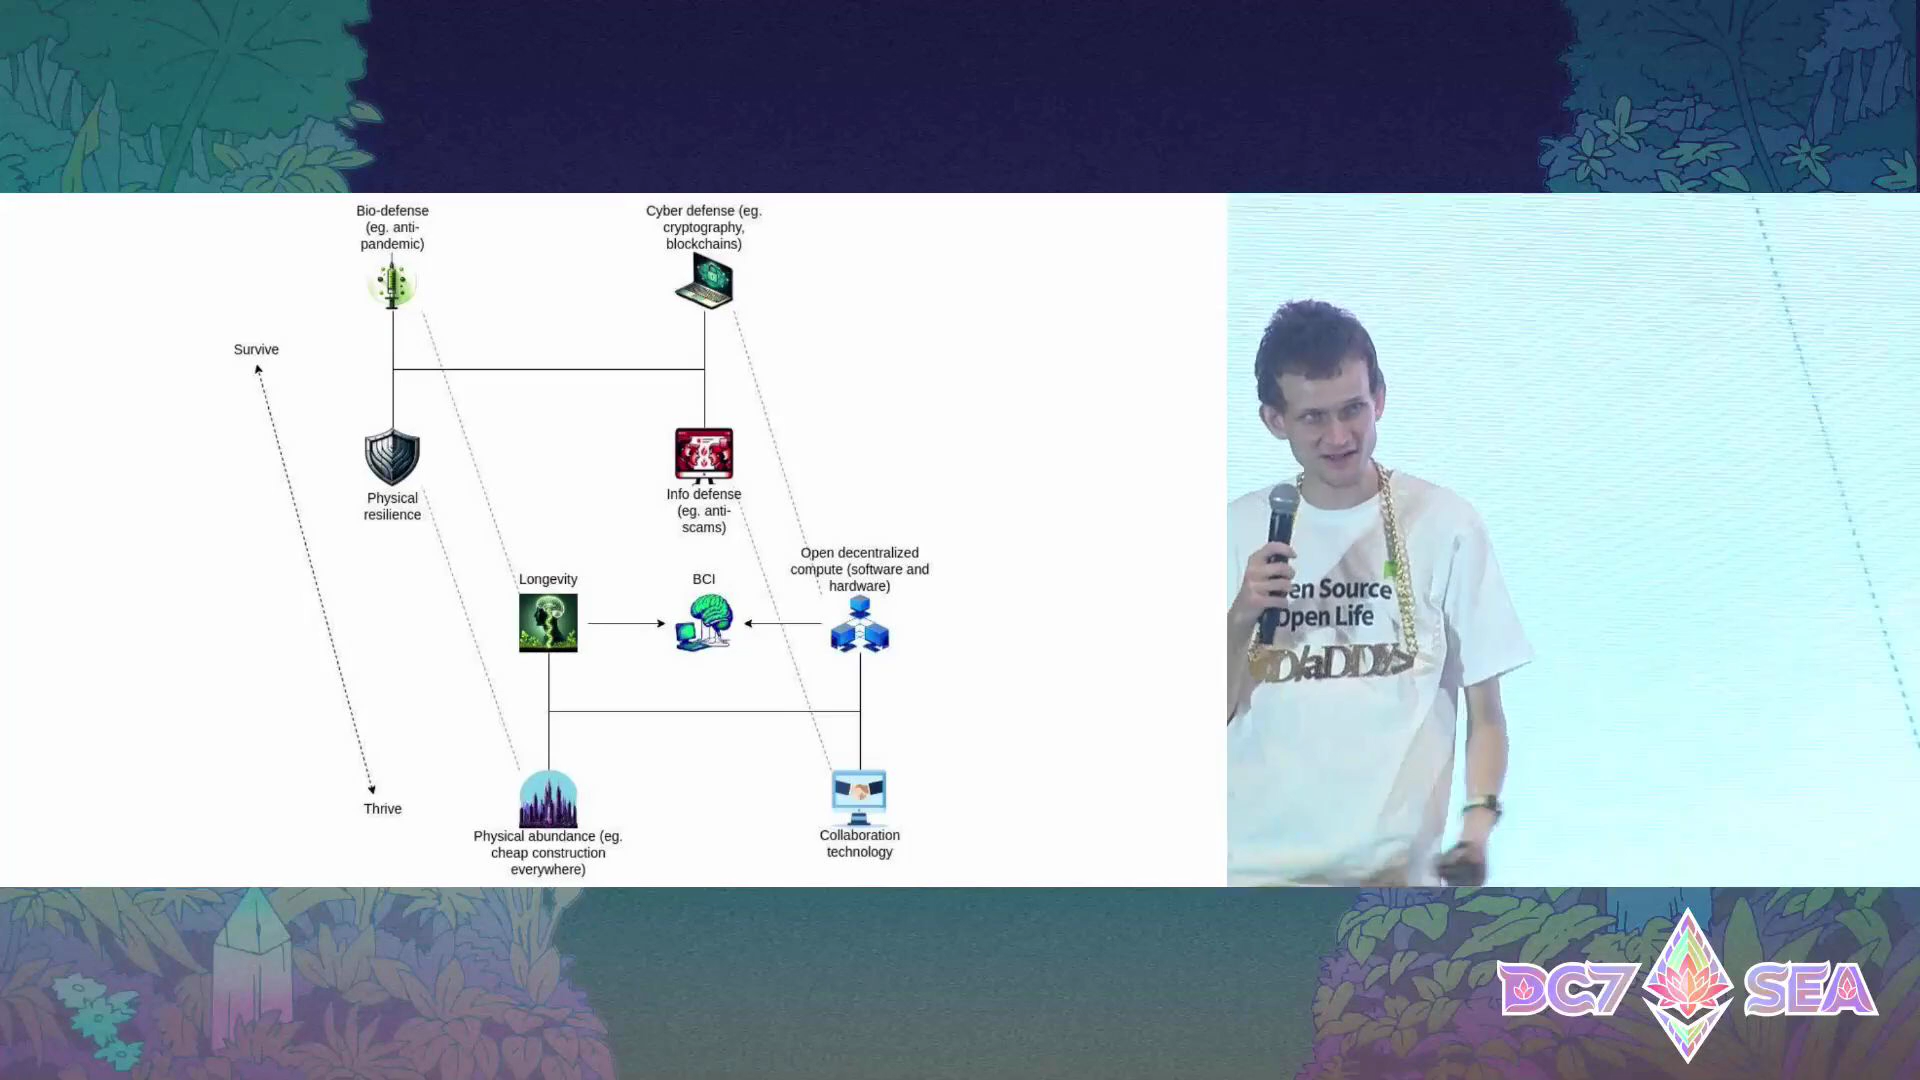 Bio-defense
(eg. anti-
pandemic)
Cyber defense (eg.
cryptography,
blockchains)
Survive
Physical
resilience
Info defense
(eg. anti-
scams)
Longevity
BCI
Open decentralized
compute (software and
hardware)
Thrive
Physical abundance (eg.
cheap construction
everywhere)
Collaboration
technology
en Source
Open Life
DaDDys
DC7 SEA